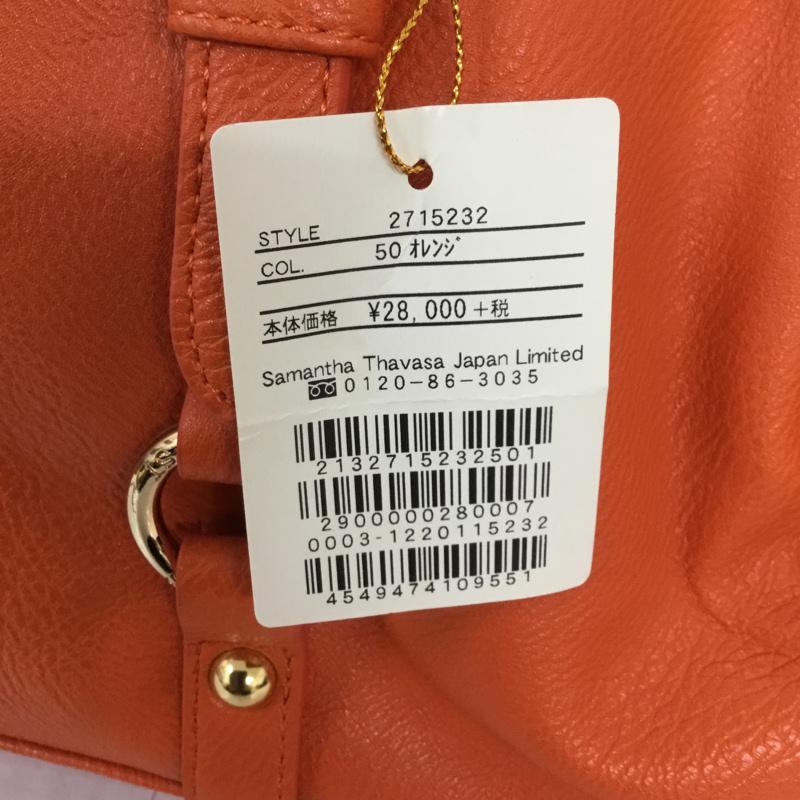 STYLE 2715232
COL. 50 ｵﾚﾝｼﾞ
本体価格 ¥28,000+税
Samantha Thavasa Japan Limited
0120-86-3035
2132715232501
2900000280007
0003-1220115232
4549474109551